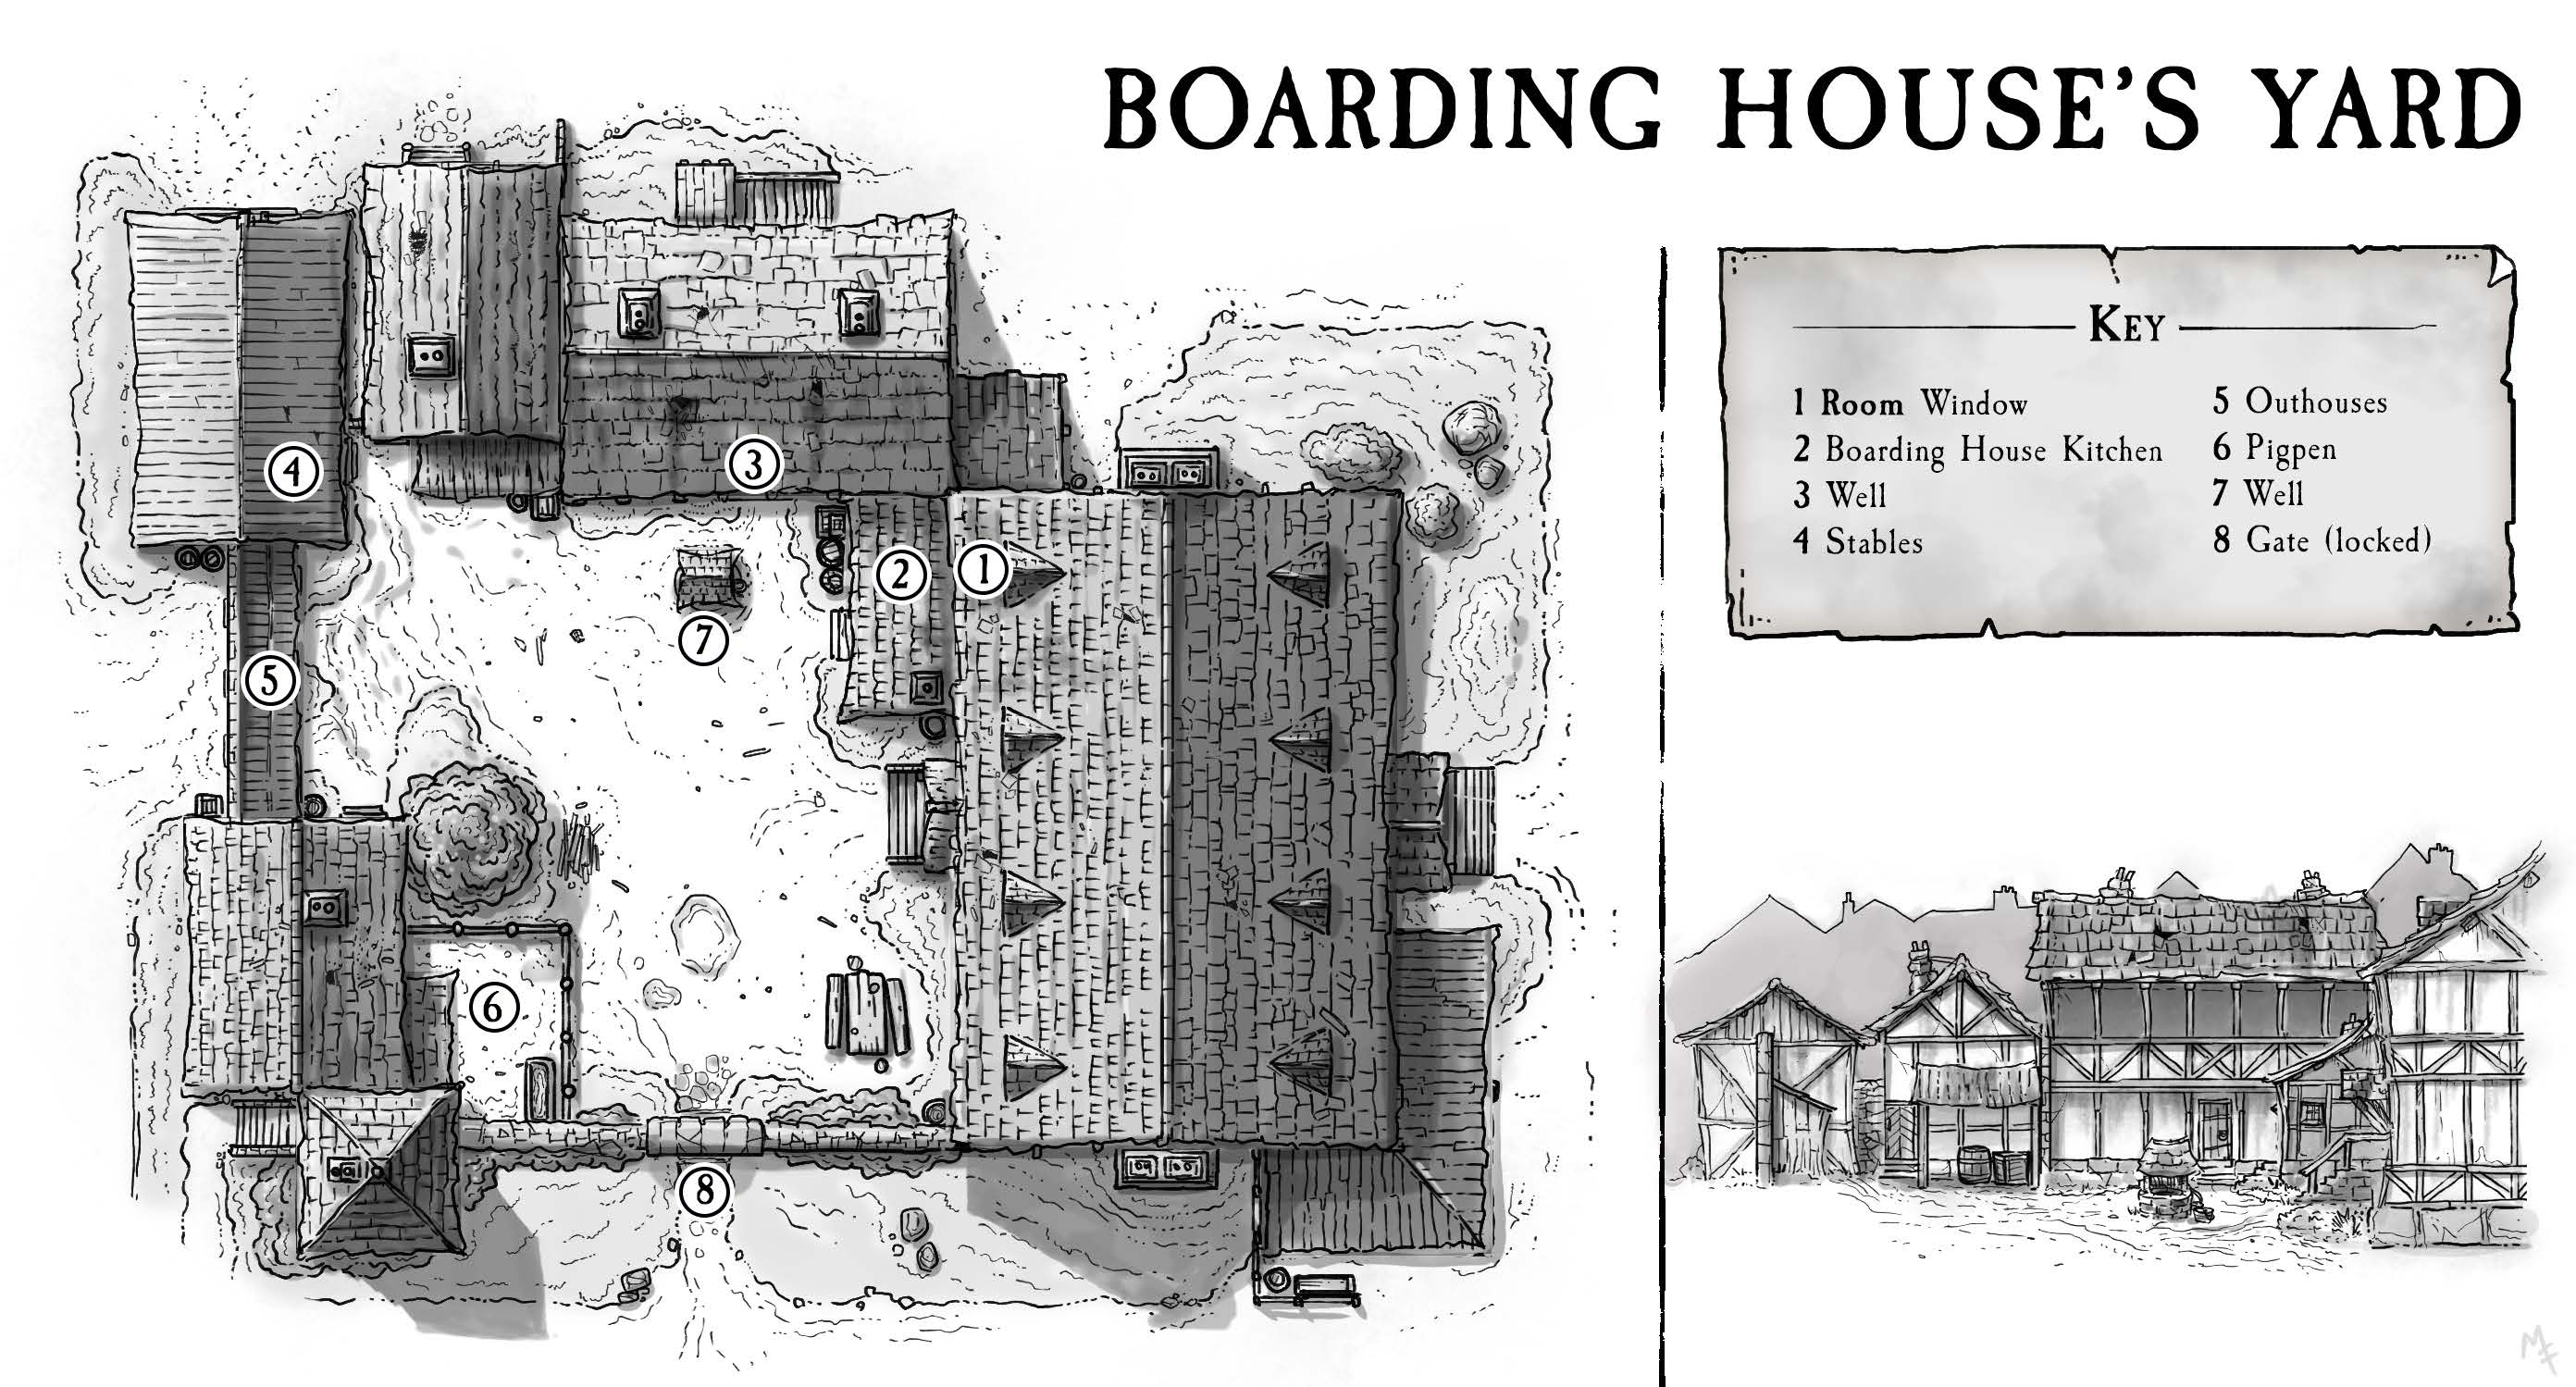 BOARDING HOUSE'S YARD
KEY
1 Room Window
2 Boarding House Kitchen
3 Well
4 Stables
5 Outhouses
6 Pigpen
7 Well
8 Gate (locked)
4
3
2
1
7
5
6
8